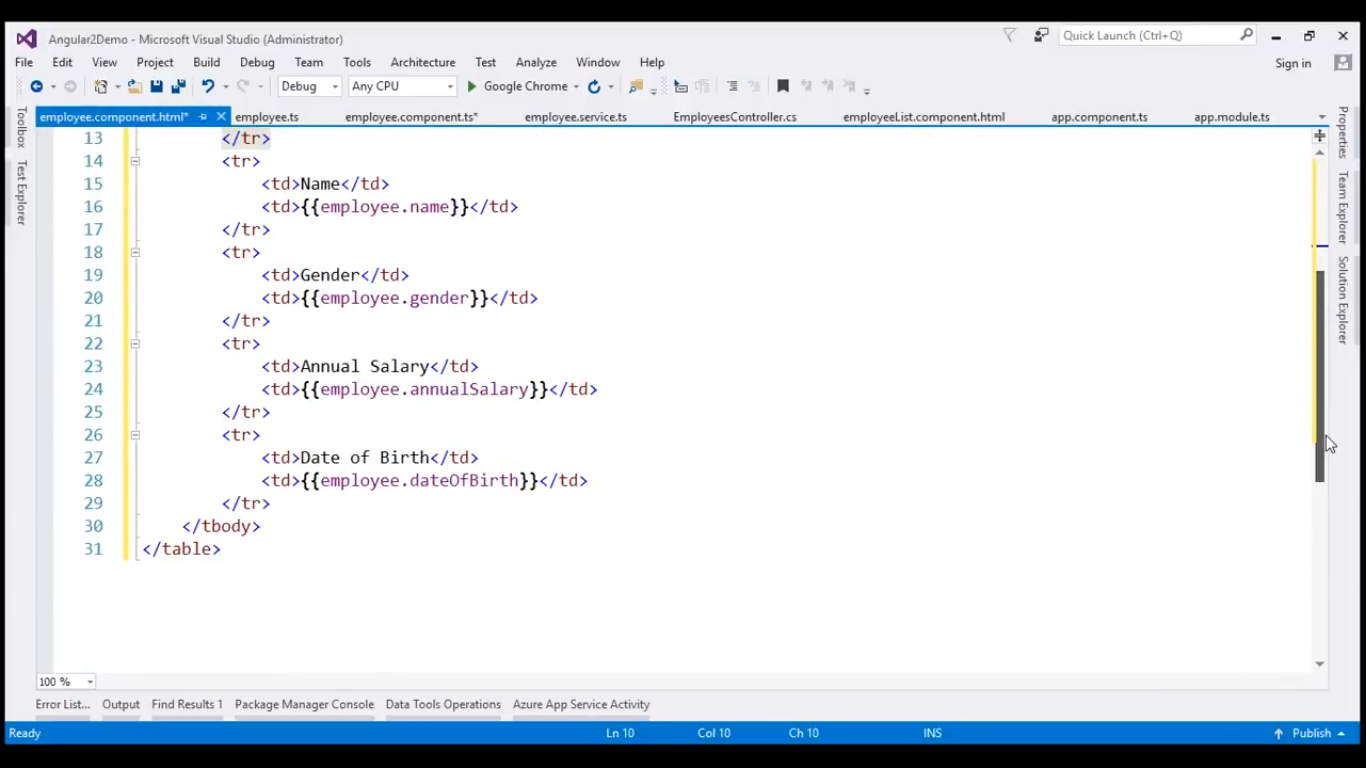 Angular2Demo - Microsoft Visual Studio (Administrator)
Quick Launch (Ctrl+Q)
File Edit View Project Build Debug Team Tools Architecture Test Analyze Window Help
Sign in
Debug Any CPU Google Chrome
employee.component.html* employee.ts employee.component.ts* employee.service.ts EmployeesController.cs employeeList.component.html app.component.ts app.module.ts
Toolbox
Test Explorer
13 </tr>
14 <tr>
15 <td>Name</td>
16 <td>{{employee.name}}</td>
17 </tr>
18 <tr>
19 <td>Gender</td>
20 <td>{{employee.gender}}</td>
21 </tr>
22 <tr>
23 <td>Annual Salary</td>
24 <td>{{employee.annualSalary}}</td>
25 </tr>
26 <tr>
27 <td>Date of Birth</td>
28 <td>{{employee.dateOfBirth}}</td>
29 </tr>
30 </tbody>
31 </table>
Properties
Team Explorer
Solution Explorer
100 %
Error List... Output Find Results 1 Package Manager Console Data Tools Operations Azure App Service Activity
Ready Ln 10 Col 10 Ch 10 INS Publish